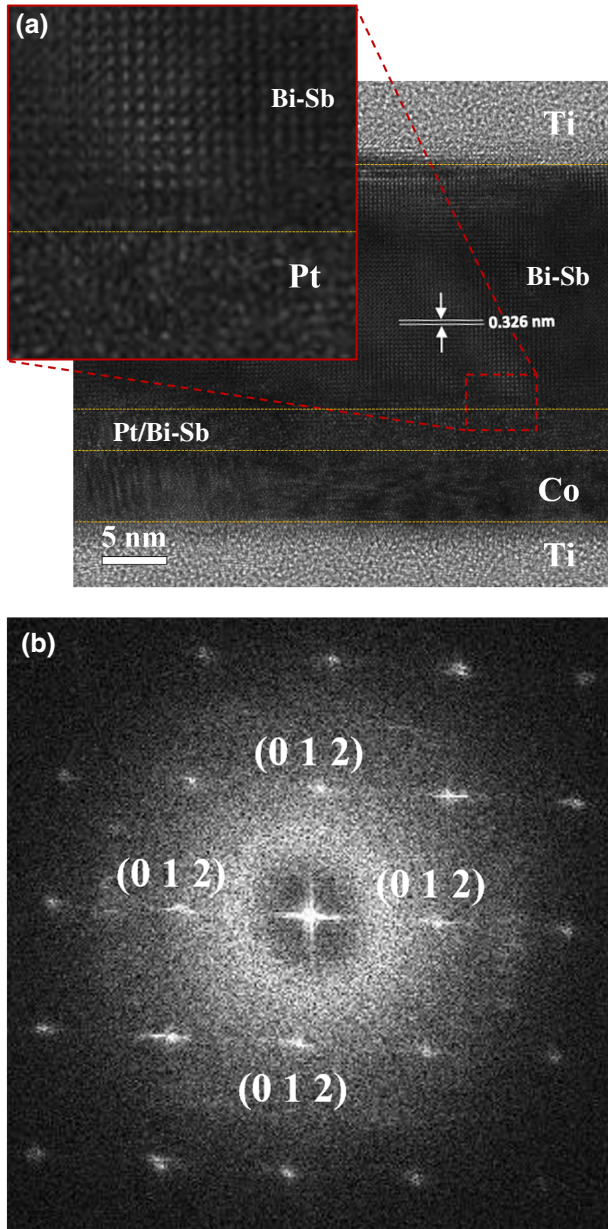 (a)
Bi-Sb
Ti
Pt
Bi-Sb
0.326 nm
Pt/Bi-Sb
Co
5 nm
Ti
(b)
(0 1 2)
(0 1 2)
(0 1 2)
(0 1 2)